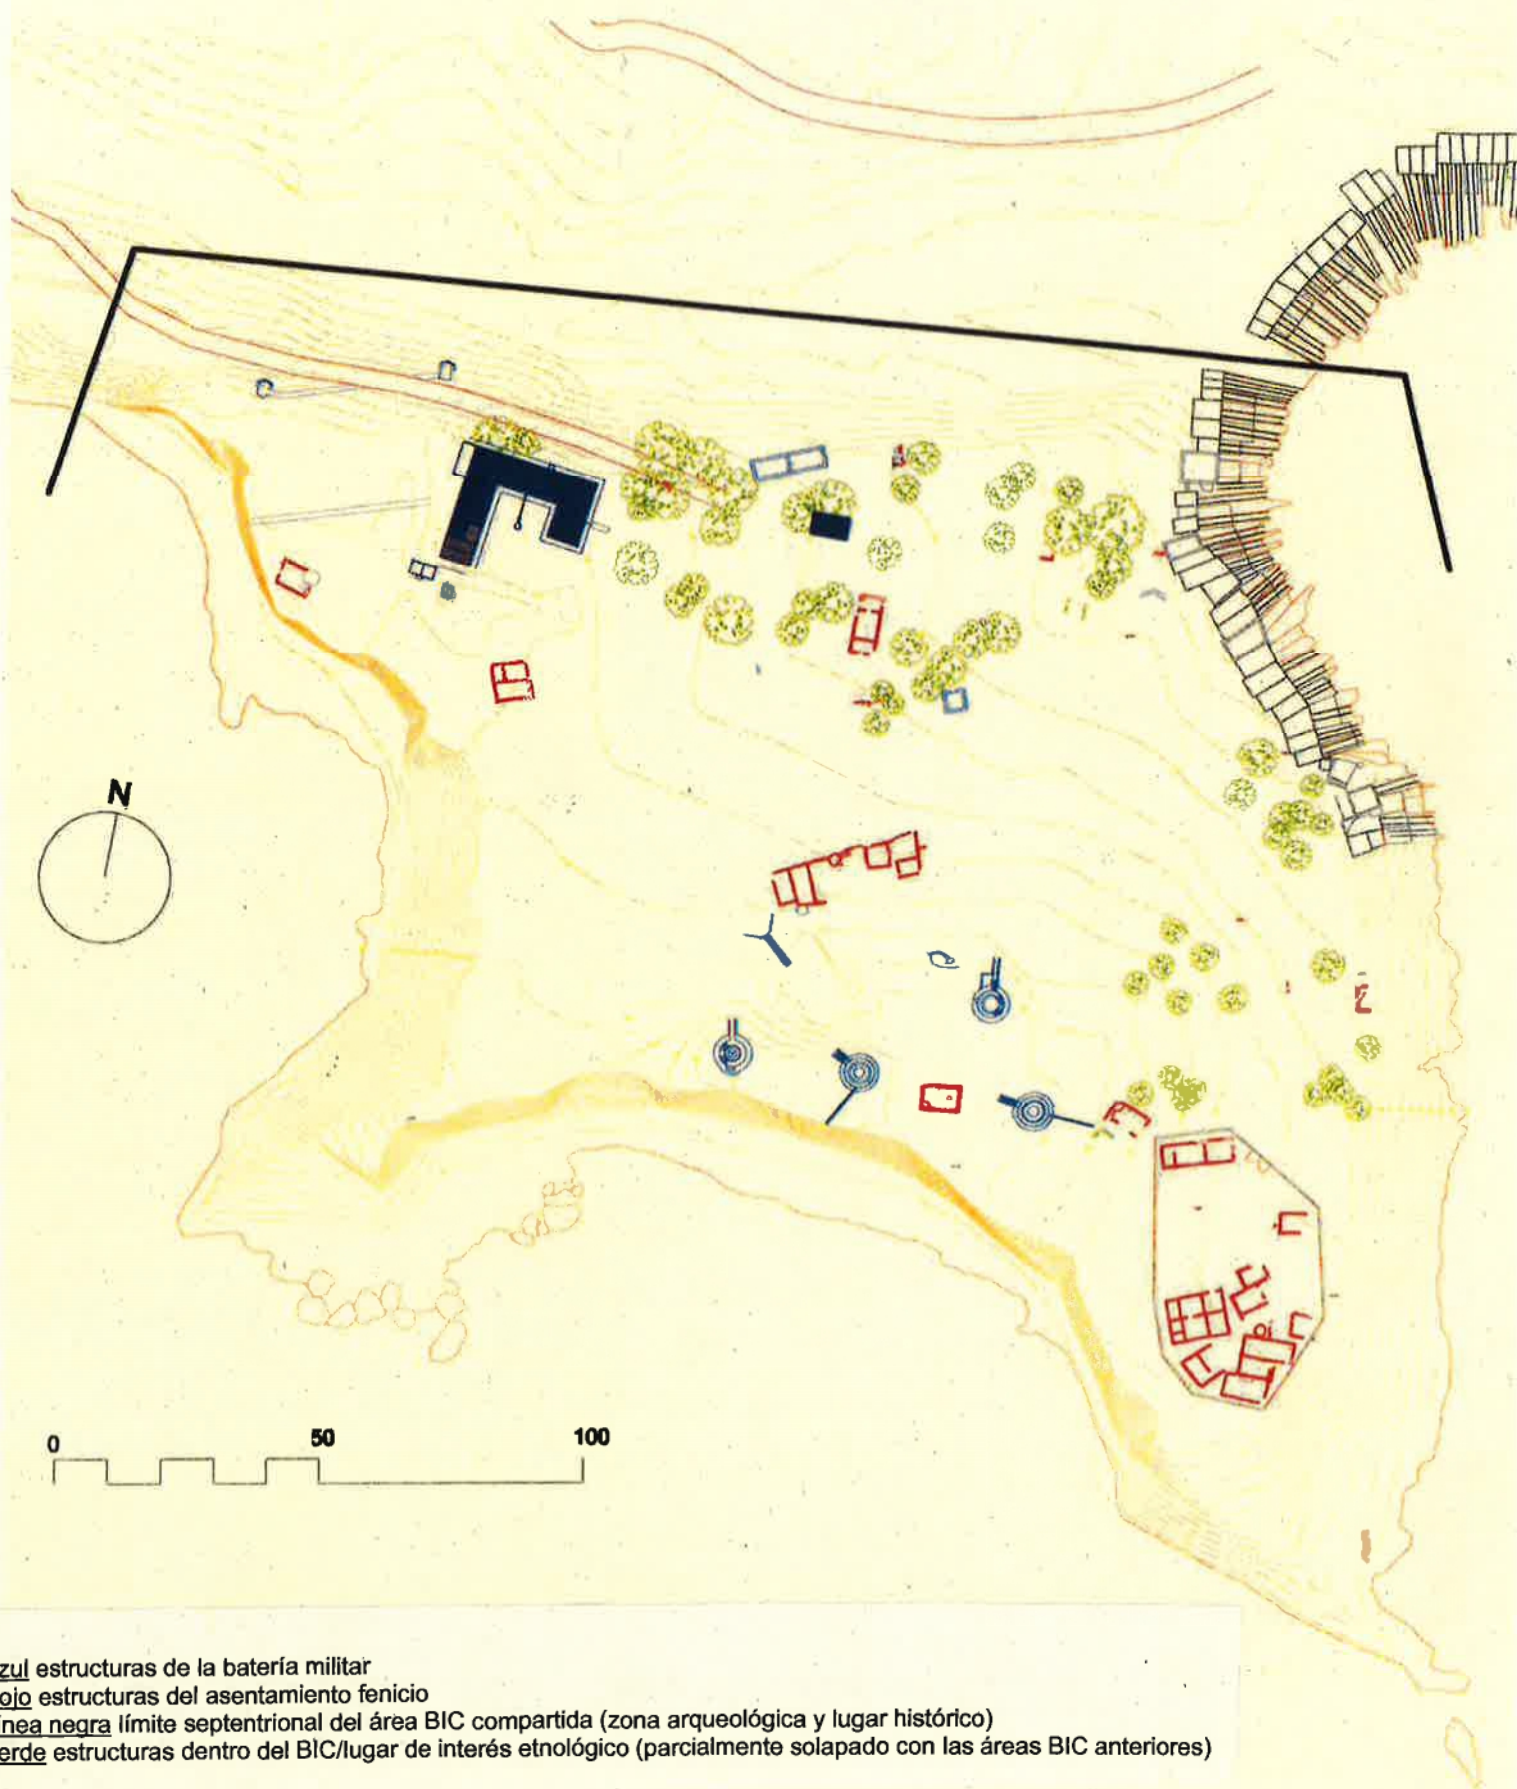 N
0 50 100
zul estructuras de la batería militar
ojo estructuras del asentamiento fenicio
ínea negra límite septentrional del área BIC compartida (zona arqueológica y lugar histórico)
erde estructuras dentro del BIC/lugar de interés etnológico (parcialmente solapado con las áreas BIC anteriores)